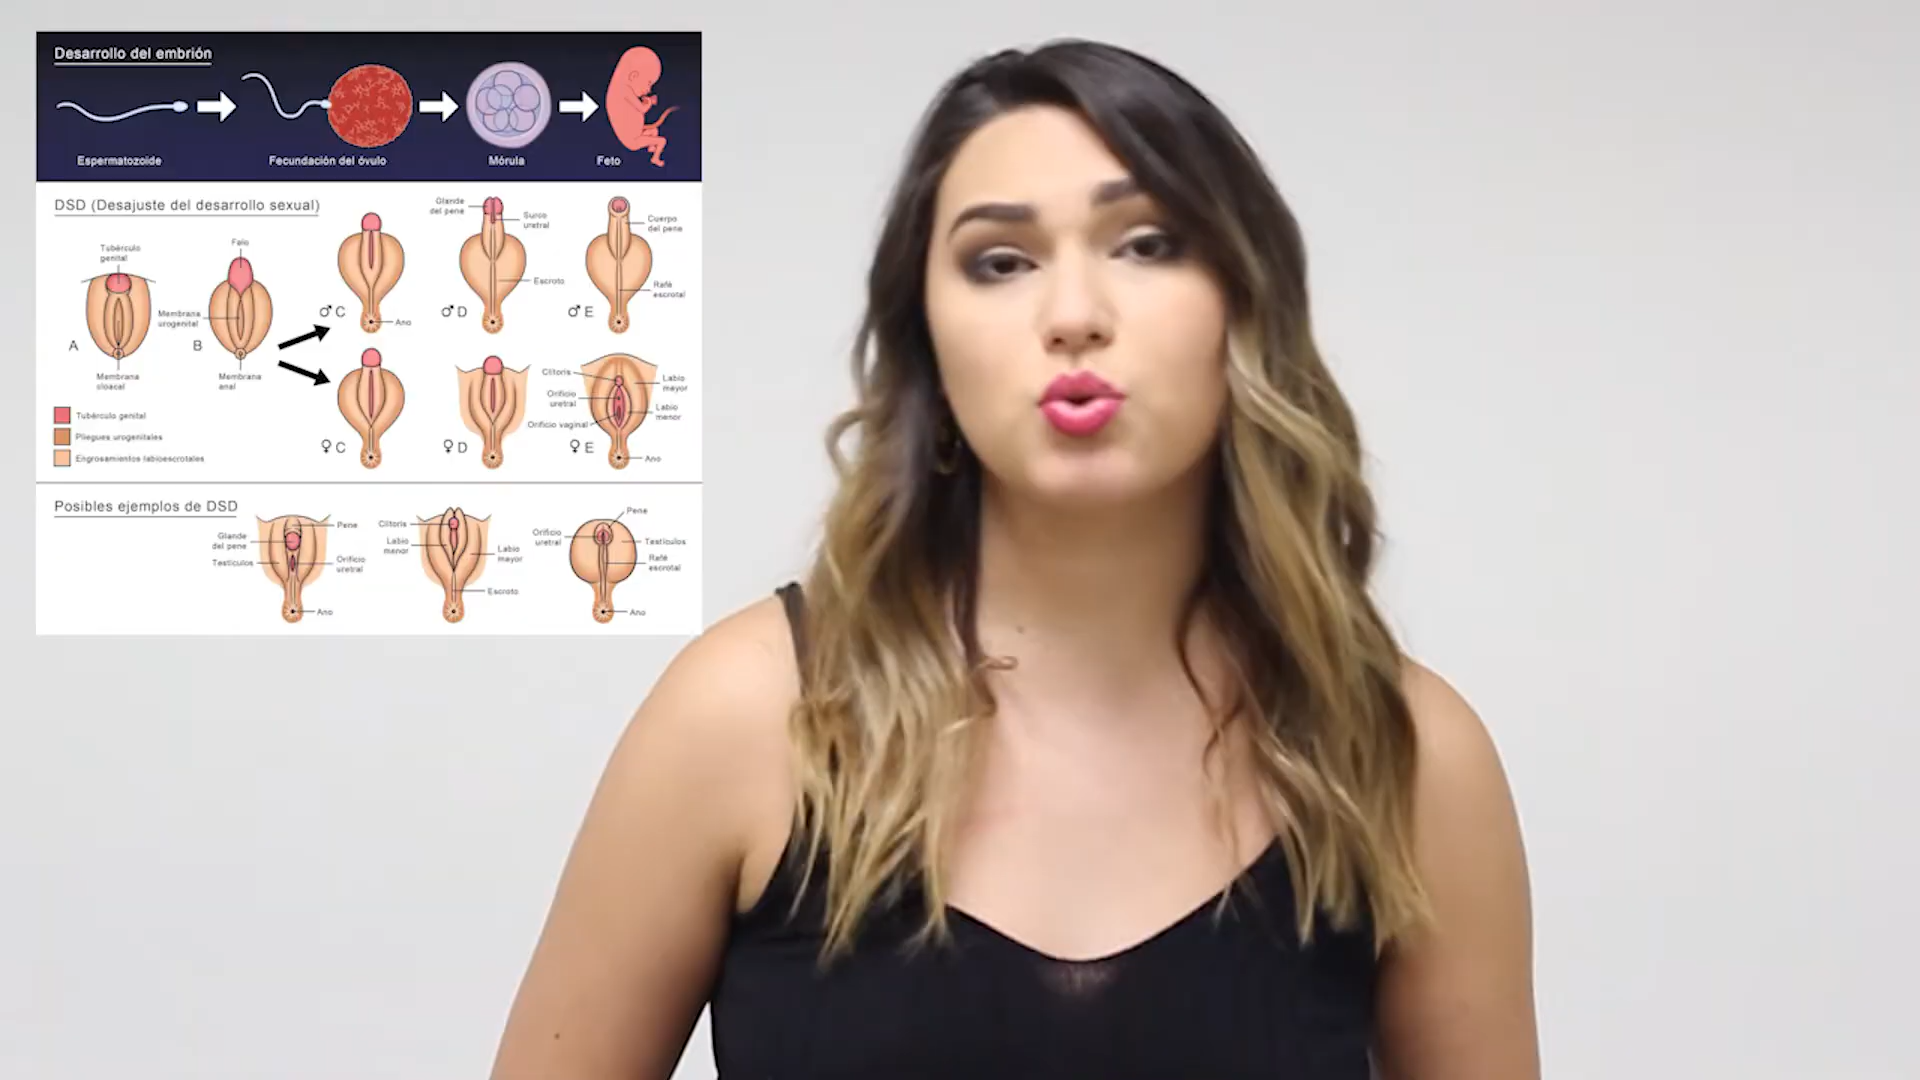 Desarrollo del embrión
Espermatozoide
Fecundación del óvulo
Mórula
Feto
DSD (Desajuste del desarrollo sexual)
Tubérculo
genital
Falo
Membrana
urogenital
A
B
Membrana
cloacal
Membrana
anal
Glande
del pene
Surco
uretral
Cuerpo
del pene
Escroto
Rafé
escrotal
♂ C
Ano
♂ D
♂ E
Clítoris
Orificio
uretral
Orificio vaginal
Labio
mayor
Labio
menor
♀ C
♀ D
♀ E
Ano
Tubérculo genital
Pliegues urogenitales
Engrosamientos labioescrotales
Posibles ejemplos de DSD
Glande
del pene
Testículos
Pene
Orificio
uretral
Ano
Clítoris
Labio
menor
Labio
mayor
Escroto
Orificio
uretral
Pene
Testículos
Rafé
escrotal
Ano